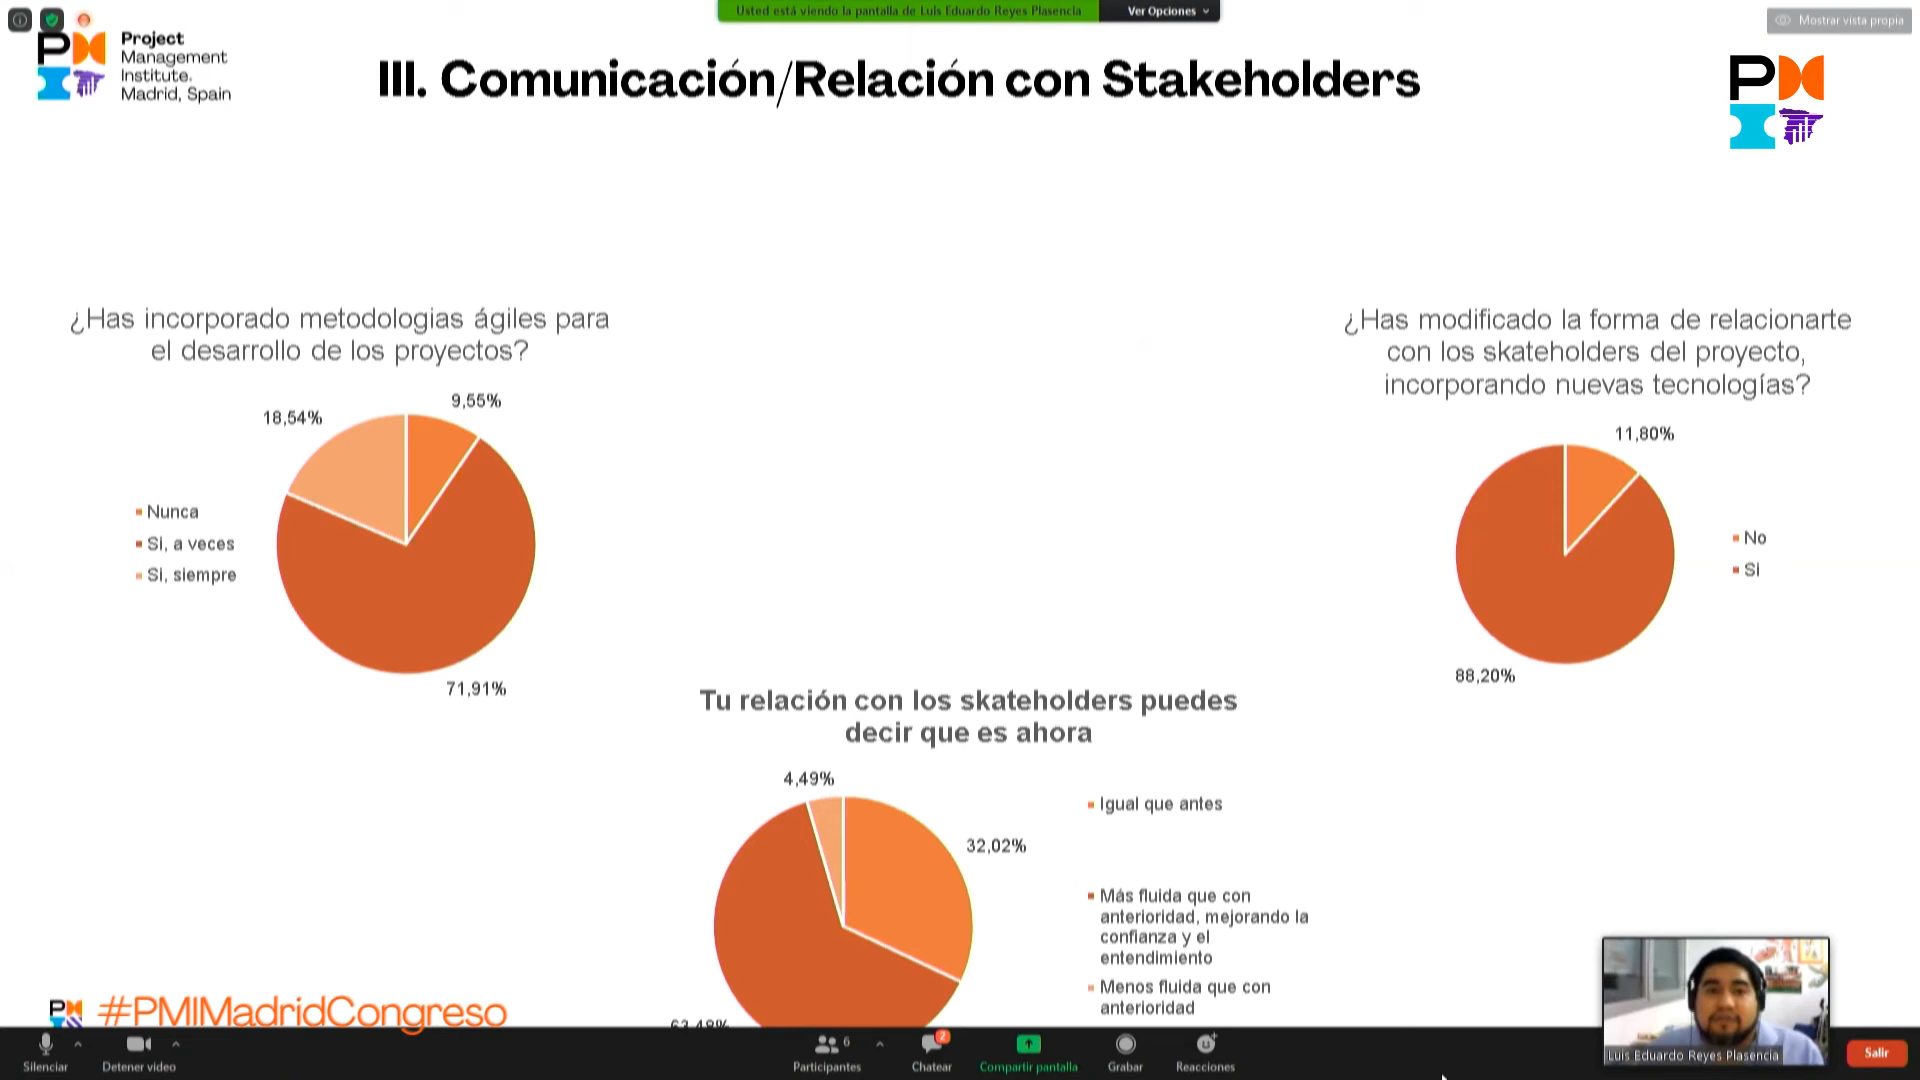 Usted está viendo la pantalla de Luis Eduardo Reyes Plasencia
Ver Opciones
Mostrar vista propia
Project
Management
Institute.
Madrid, Spain
III. Comunicación/Relación con Stakeholders
¿Has incorporado metodologias ágiles para
el desarrollo de los proyectos?
9,55%
18,54%
71,91%
Nunca
Si, a veces
Si, siempre
¿Has modificado la forma de relacionarte
con los skateholders del proyecto,
incorporando nuevas tecnologías?
11,80%
88,20%
No
Si
Tu relación con los skateholders puedes
decir que es ahora
4,49%
32,02%
63,48%
Igual que antes
Más fluida que con
anterioridad, mejorando la
confianza y el
entendimiento
Menos fluida que con
anterioridad
#PMIMadridCongreso
Luis Eduardo Reyes Plasencia
Silenciar
Detener video
6
Participantes
2
Chatear
Compartir pantalla
Grabar
Reacciones
Salir